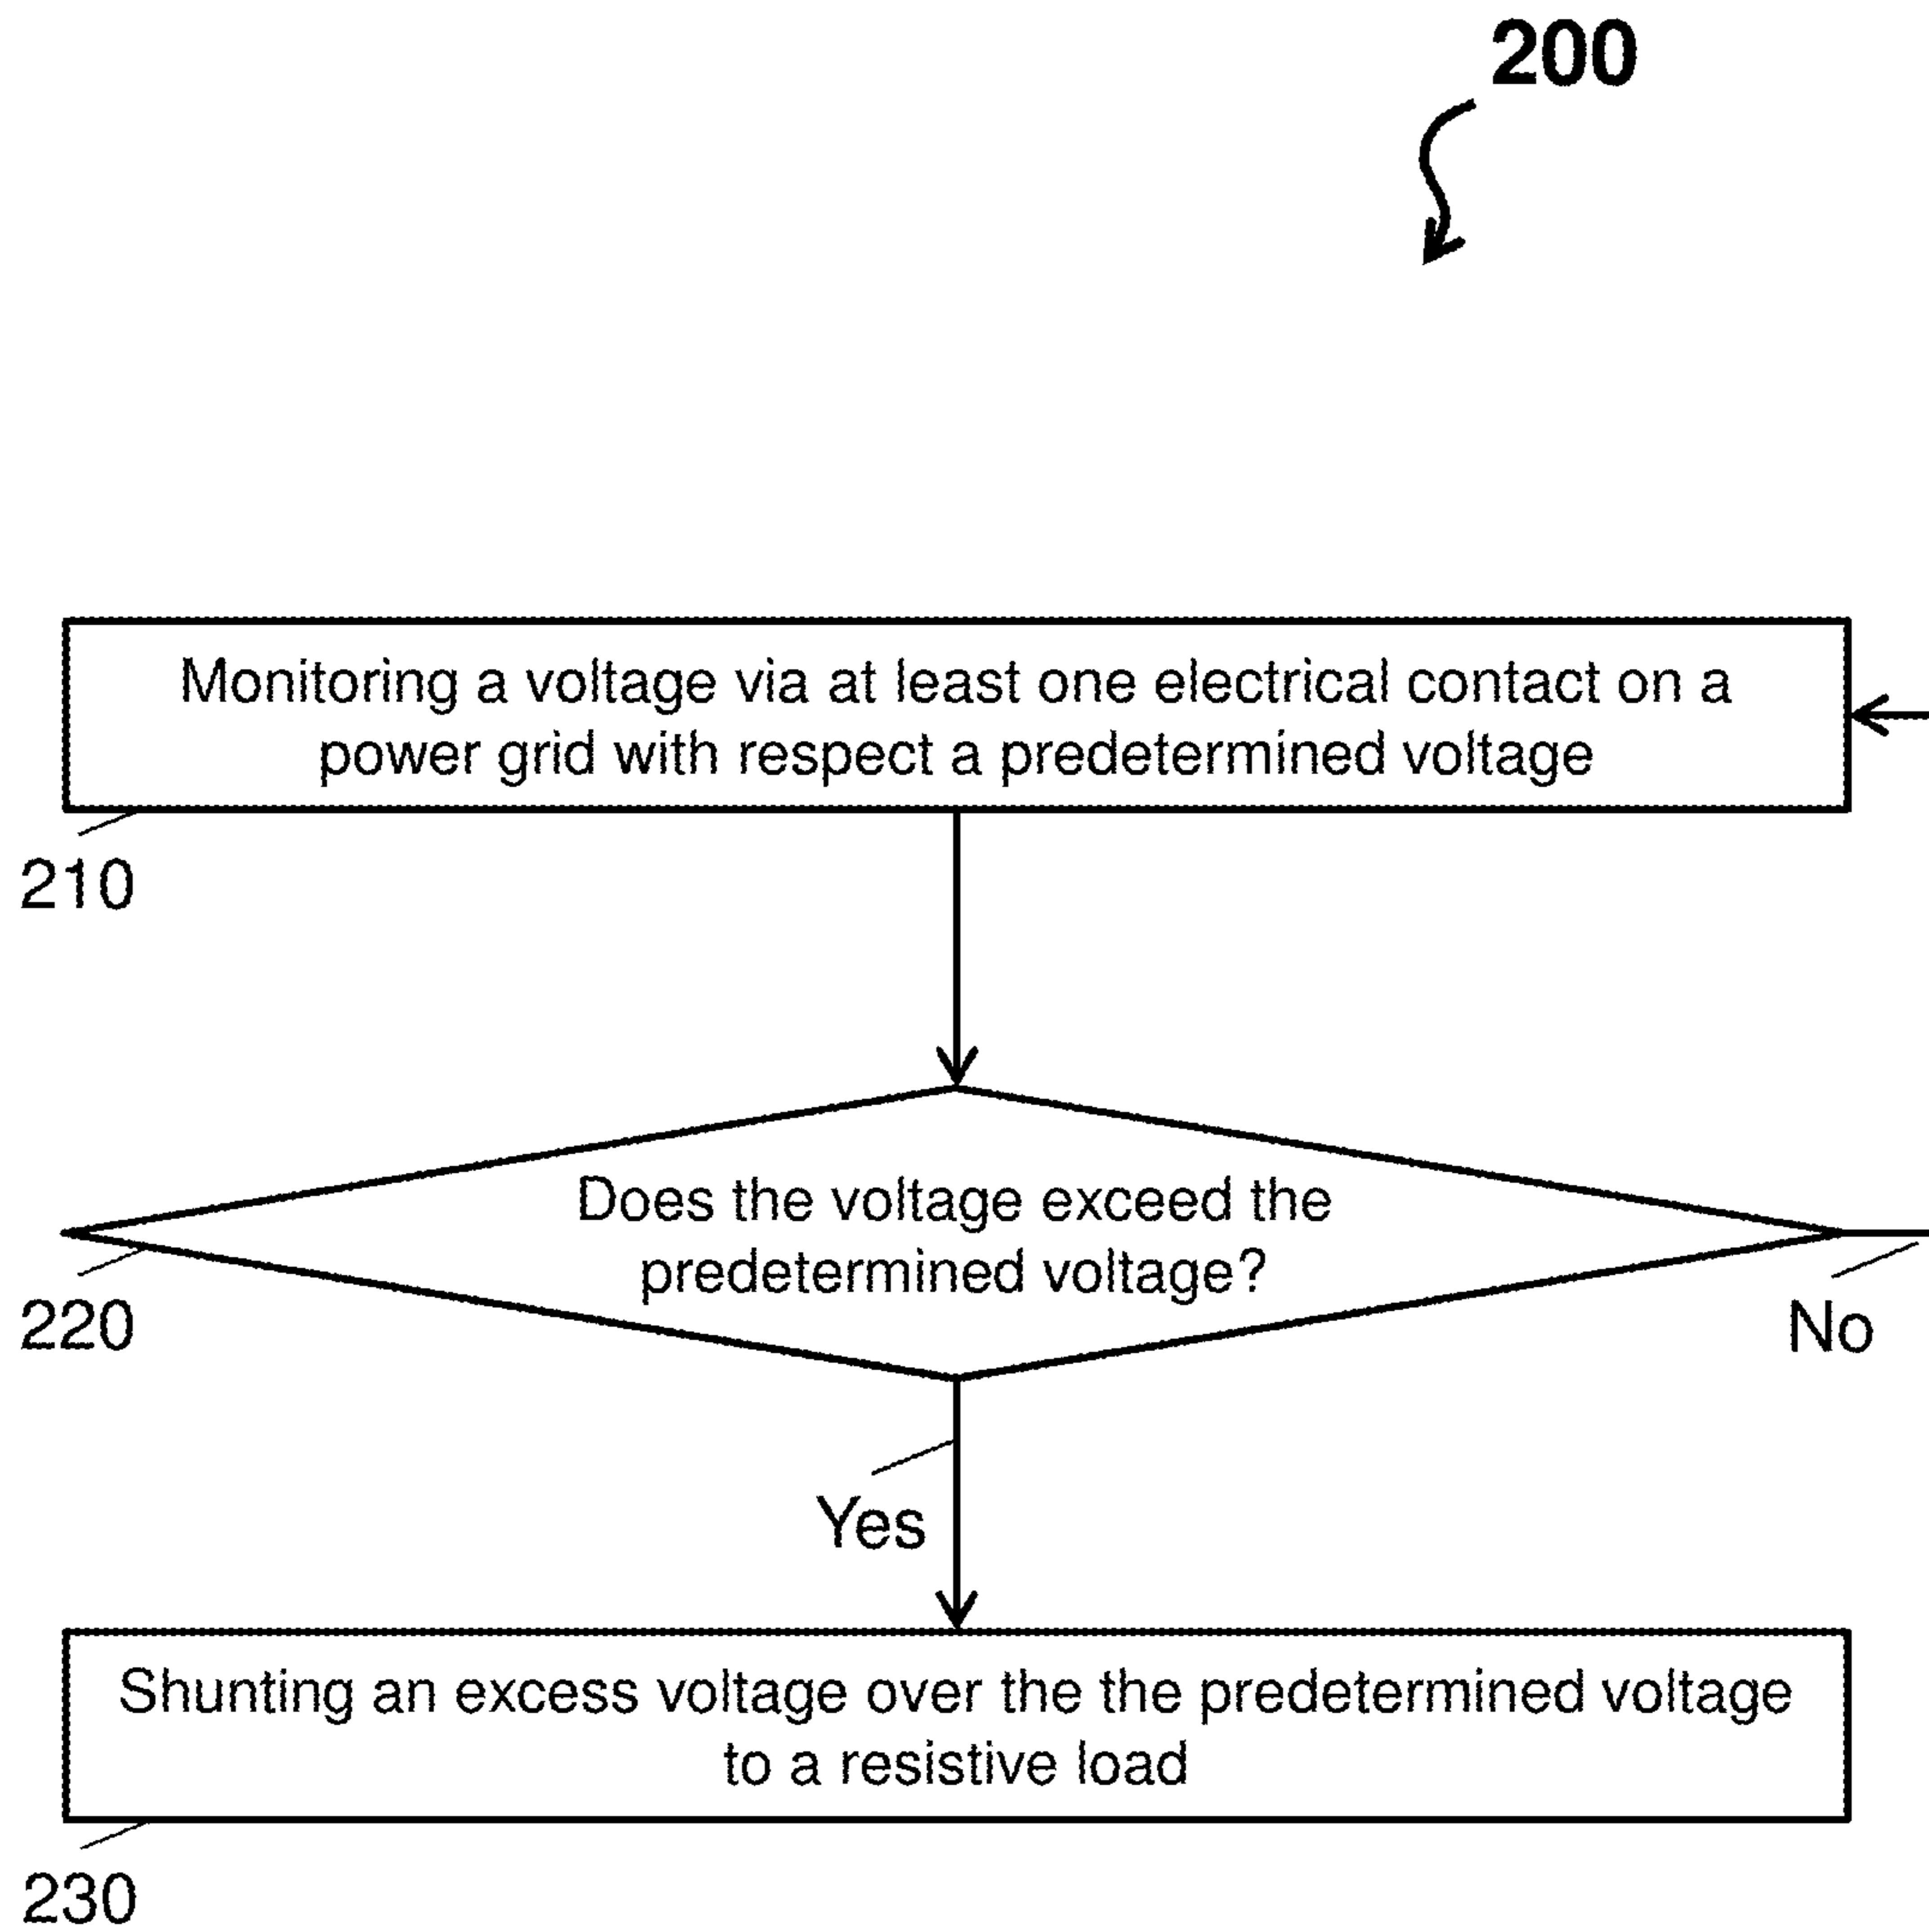 200
Monitoring a voltage via at least one electrical contact on a
power grid with respect a predetermined voltage
210
Does the voltage exceed the
predetermined voltage?
220
No
Yes
Shunting an excess voltage over the the predetermined voltage
to a resistive load
230